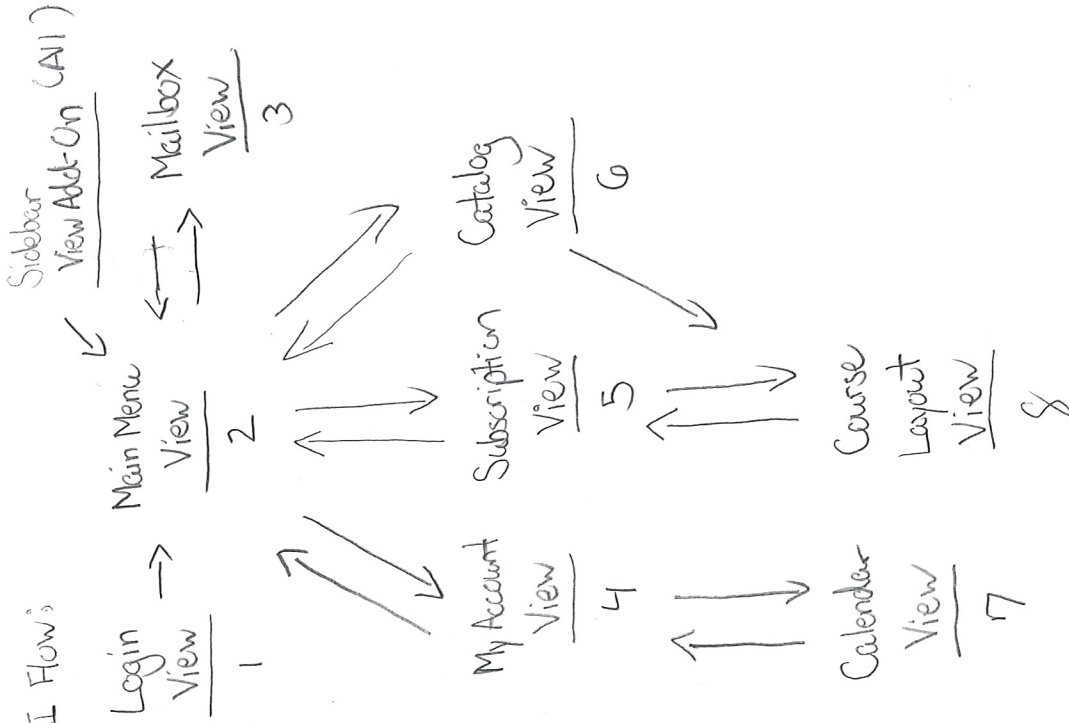 I Flow:
Sidebar
View Add-On (All)
Login
View
1
Main Menu
View
2
Mailbox
View
3
My Account
View
4
Subscription
View
5
Catalog
View
6
Calendar
View
7
Course
Layout
View
8